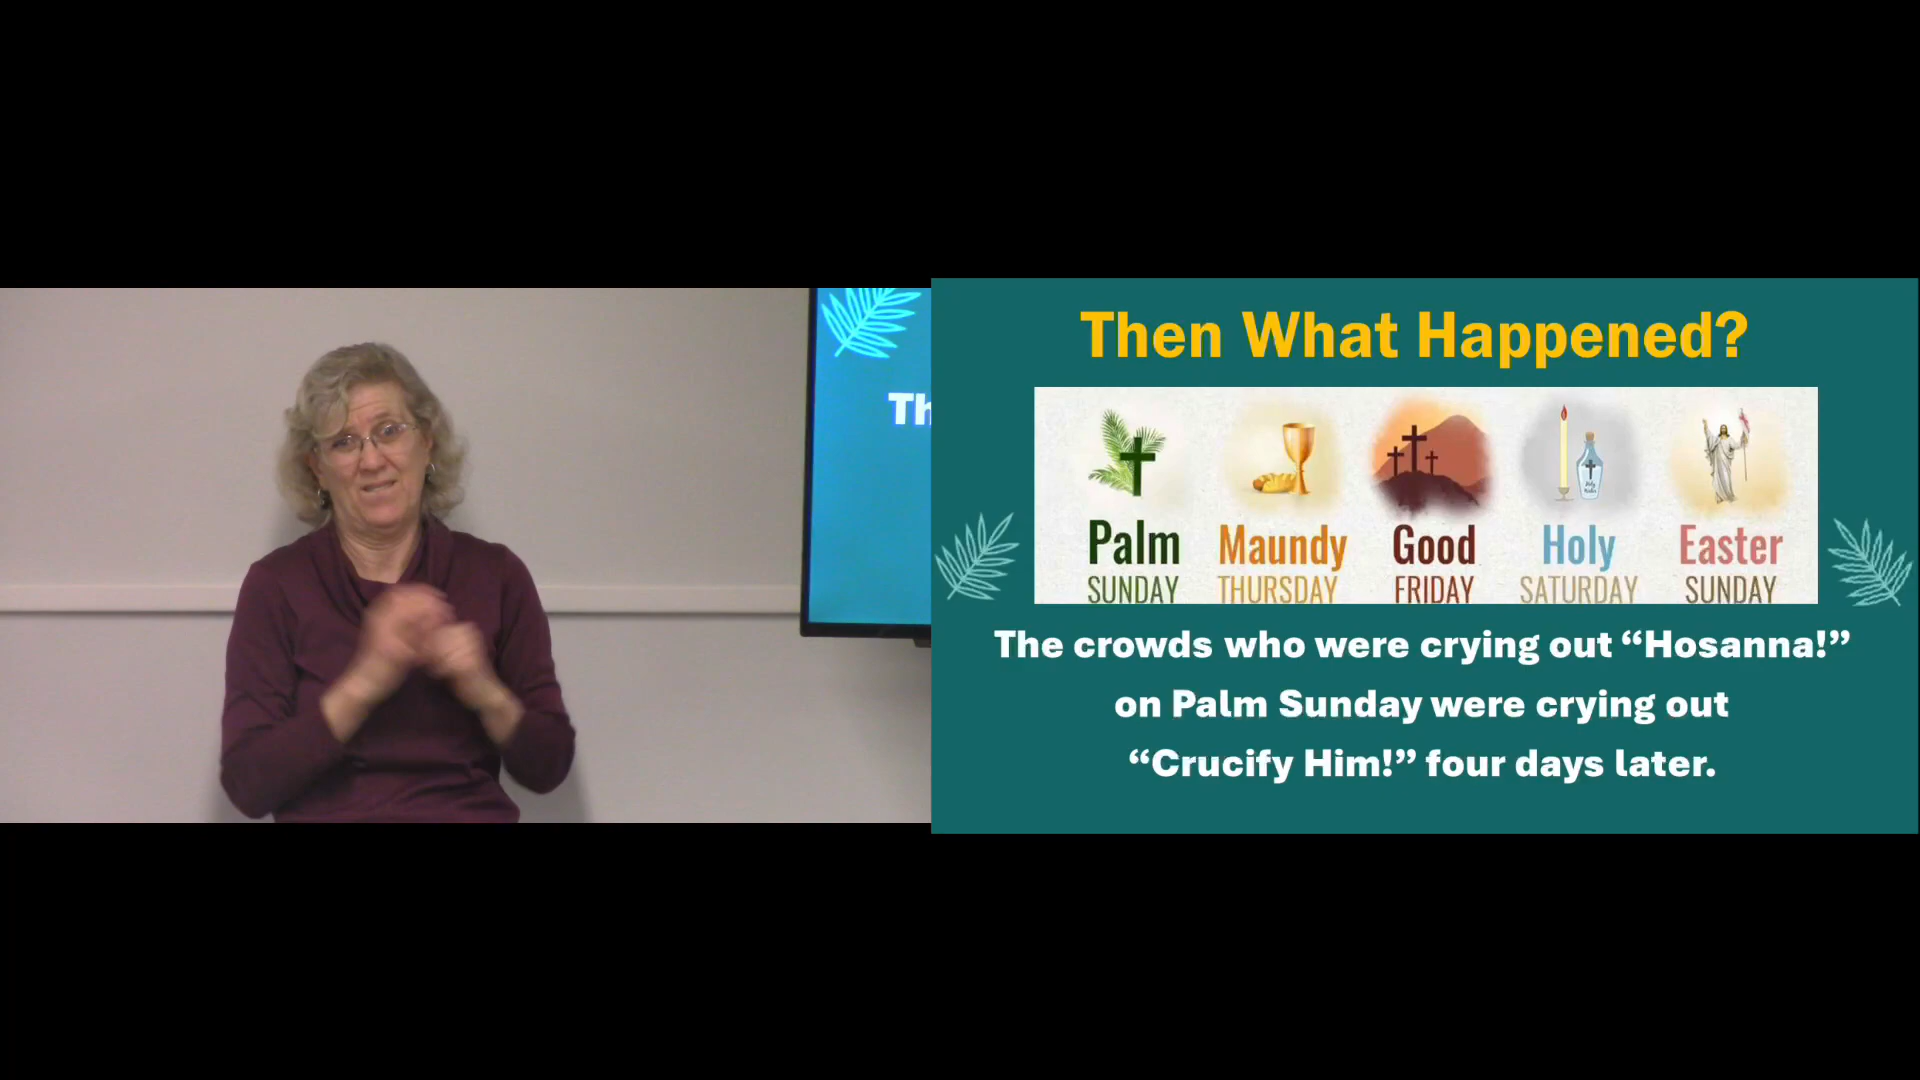 Th
Then What Happened?
Palm Maundy Good Holy Easter
SUNDAY THURSDAY FRIDAY SATURDAY SUNDAY
The crowds who were crying out “Hosanna!”
on Palm Sunday were crying out
“Crucify Him!” four days later.